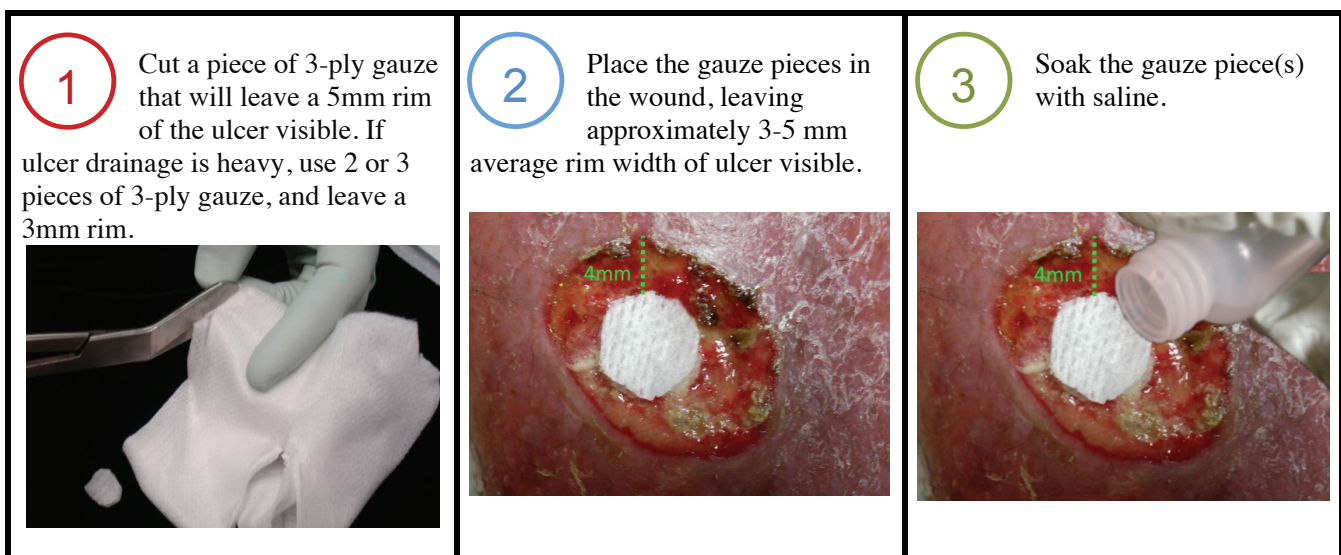 1
Cut a piece of 3-ply gauze
that will leave a 5mm rim
of the ulcer visible. If
ulcer drainage is heavy, use 2 or 3
pieces of 3-ply gauze, and leave a
3mm rim.
2
Place the gauze pieces in
the wound, leaving
approximately 3-5 mm
average rim width of ulcer visible.
4mm
3
Soak the gauze piece(s)
with saline.
4mm